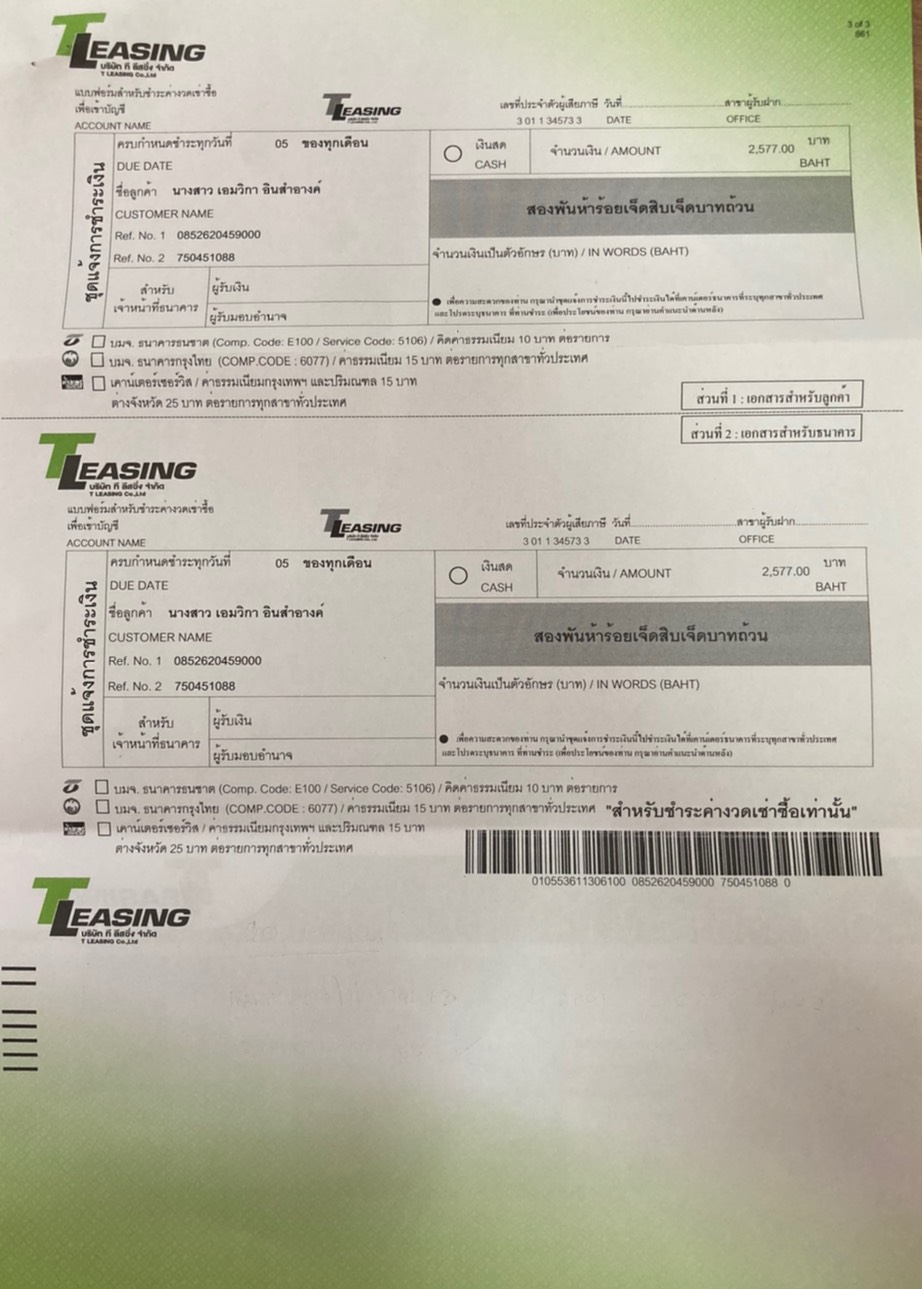 3 of 3
661
TLEASING
บริษัท ที ลีสซิ่ง จำกัด
T LEASING Co.,Ltd
แบบฟอร์มสำหรับชำระค่างวดเช่าซื้อ
เพื่อเข้าบัญชี
ACCOUNT NAME
TLEASING
เลขที่ประจำตัวผู้เสียภาษี วันที่ สาขาผู้รับฝาก
3 01 1 34573 3 DATE OFFICE
ชุดแจ้งการชำระเงิน
ครบกำหนดชำระทุกวันที่ 05 ของทุกเดือน
DUE DATE
ชื่อลูกค้า นางสาว เอมวิกา อินสำอางค์
CUSTOMER NAME
Ref. No. 1 0852620459000
Ref. No. 2 750451088
สำหรับ
เจ้าหน้าที่ธนาคาร
ผู้รับเงิน
ผู้รับมอบอำนาจ
เงินสด
CASH
จำนวนเงิน / AMOUNT 2,577.00 บาท
BAHT
สองพันห้าร้อยเจ็ดสิบเจ็ดบาทถ้วน
จำนวนเงินเป็นตัวอักษร (บาท) / IN WORDS (BAHT)
● เพื่อความสะดวกของท่าน กรุณานำชุดแจ้งการชำระเงินนี้ไปชำระเงินได้ที่เคาน์เตอร์ธนาคารที่ระบุทุกสาขาทั่วประเทศ
และโปรดระบุธนาคาร ที่ท่านชำระ (เพื่อประโยชน์ของท่าน กรุณาอ่านคำแนะนำด้านหลัง)
บมจ. ธนาคารธนชาต (Comp. Code: E100 / Service Code: 5106) / คิดค่าธรรมเนียม 10 บาท ต่อรายการ
บมจ. ธนาคารกรุงไทย (COMP.CODE : 6077) / ค่าธรรมเนียม 15 บาท ต่อรายการทุกสาขาทั่วประเทศ
เคาน์เตอร์เซอร์วิส / ค่าธรรมเนียมกรุงเทพฯ และปริมณฑล 15 บาท
ต่างจังหวัด 25 บาท ต่อรายการทุกสาขาทั่วประเทศ
ส่วนที่ 1 : เอกสารสำหรับลูกค้า
ส่วนที่ 2 : เอกสารสำหรับธนาคาร
TLEASING
บริษัท ที ลีสซิ่ง จำกัด
T LEASING Co.,Ltd
แบบฟอร์มสำหรับชำระค่างวดเช่าซื้อ
เพื่อเข้าบัญชี
ACCOUNT NAME
TLEASING
เลขที่ประจำตัวผู้เสียภาษี วันที่ สาขาผู้รับฝาก
3 01 1 34573 3 DATE OFFICE
ชุดแจ้งการชำระเงิน
ครบกำหนดชำระทุกวันที่ 05 ของทุกเดือน
DUE DATE
ชื่อลูกค้า นางสาว เอมวิกา อินสำอางค์
CUSTOMER NAME
Ref. No. 1 0852620459000
Ref. No. 2 750451088
สำหรับ
เจ้าหน้าที่ธนาคาร
ผู้รับเงิน
ผู้รับมอบอำนาจ
เงินสด
CASH
จำนวนเงิน / AMOUNT 2,577.00 บาท
BAHT
สองพันห้าร้อยเจ็ดสิบเจ็ดบาทถ้วน
จำนวนเงินเป็นตัวอักษร (บาท) / IN WORDS (BAHT)
● เพื่อความสะดวกของท่าน กรุณานำชุดแจ้งการชำระเงินนี้ไปชำระเงินได้ที่เคาน์เตอร์ธนาคารที่ระบุทุกสาขาทั่วประเทศ
และโปรดระบุธนาคาร ที่ท่านชำระ (เพื่อประโยชน์ของท่าน กรุณาอ่านคำแนะนำด้านหลัง)
บมจ. ธนาคารธนชาต (Comp. Code: E100 / Service Code: 5106) / คิดค่าธรรมเนียม 10 บาท ต่อรายการ
บมจ. ธนาคารกรุงไทย (COMP.CODE : 6077) / ค่าธรรมเนียม 15 บาท ต่อรายการทุกสาขาทั่วประเทศ "สำหรับชำระค่างวดเช่าซื้อเท่านั้น"
เคาน์เตอร์เซอร์วิส / ค่าธรรมเนียมกรุงเทพฯ และปริมณฑล 15 บาท
ต่างจังหวัด 25 บาท ต่อรายการทุกสาขาทั่วประเทศ
010553611306100 0852620459000 750451088 0
TLEASING
บริษัท ที ลีสซิ่ง จำกัด
T LEASING Co.,Ltd